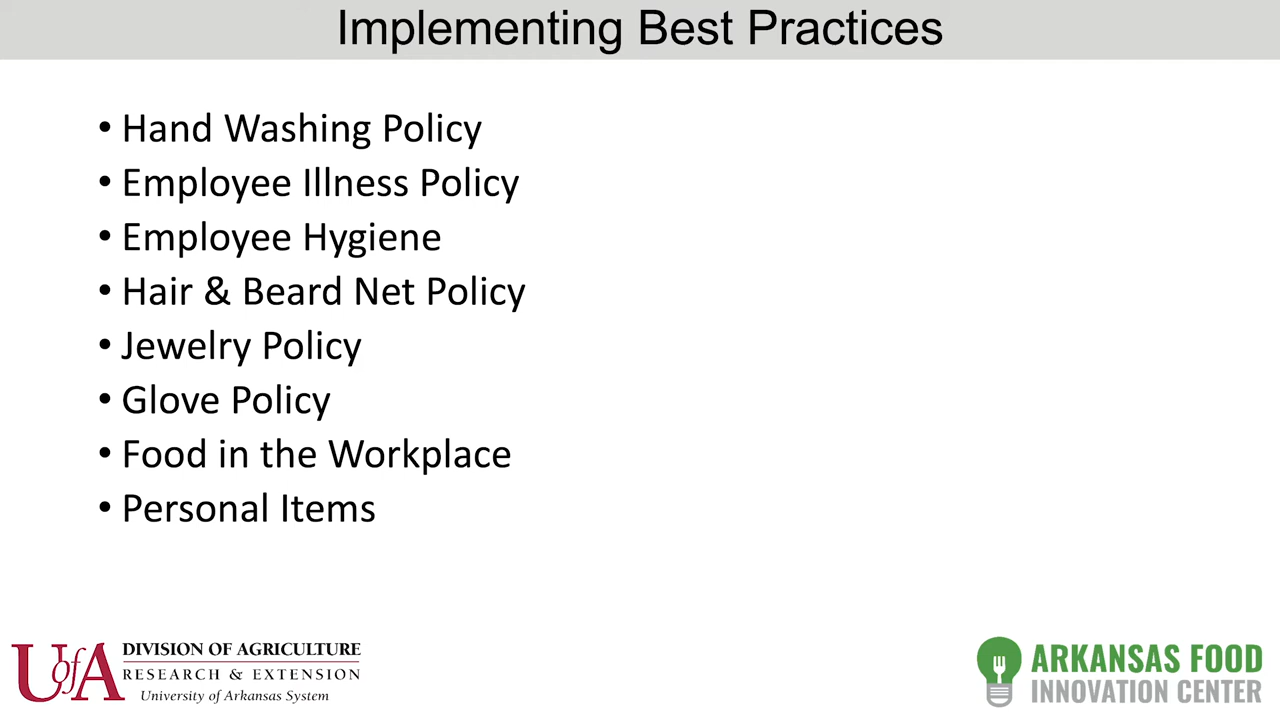 Implementing Best Practices
• Hand Washing Policy
• Employee Illness Policy
• Employee Hygiene
• Hair & Beard Net Policy
• Jewelry Policy
• Glove Policy
• Food in the Workplace
• Personal Items
UofA DIVISION OF AGRICULTURE
RESEARCH & EXTENSION
University of Arkansas System
ARKANSAS FOOD
INNOVATION CENTER